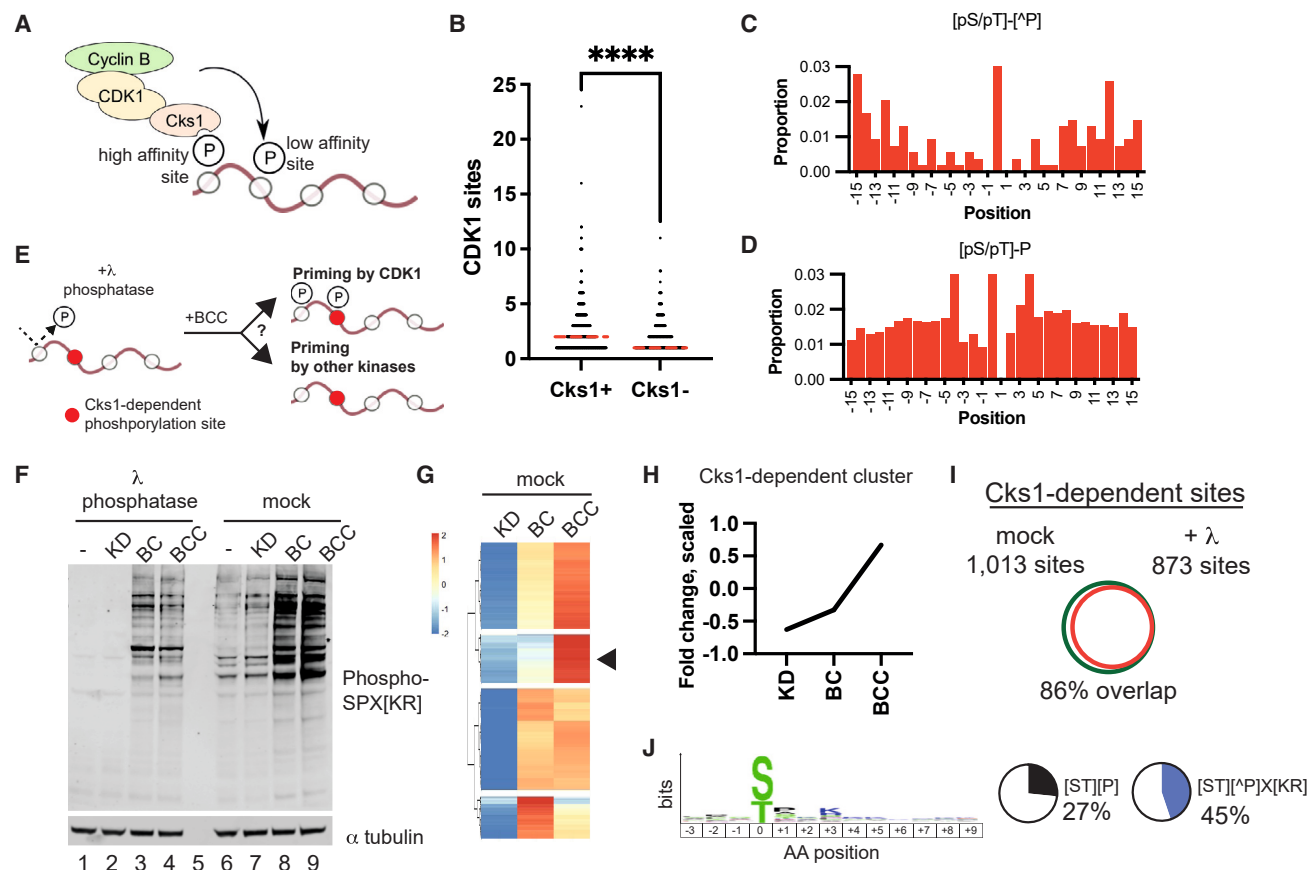 A
Cyclin B
CDK1
Cks1
P
P
high affinity
site
low affinity
site
B
****
CDK1 sites
25
20
15
10
5
0
Cks1+
Cks1-
C
[pS/pT]-[^P]
Proportion
0.03
0.02
0.01
0.00
-15
-13
-11
-9
-7
-5
-3
-1
1
3
5
7
9
11
13
15
Position
D
[pS/pT]-P
Proportion
0.03
0.02
0.01
0.00
-15
-13
-11
-9
-7
-5
-3
-1
1
3
5
7
9
11
13
15
Position
E
+λ
phosphatase
P
+BCC
?
Priming by CDK1
P
P
Priming
by other kinases
Cks1-dependent
phoshporylation site
F
λ
phosphatase
mock
- KD BC BCC - KD BC BCC
Phospho-
SPX[KR]
α tubulin
1 2 3 4 5 6 7 8 9
G
mock
KD BC BCC
2
1
0
-1
-2
H
Cks1-dependent cluster
Fold change, scaled
1.0
0.5
0.0
-0.5
-1.0
KD
BC
BCC
I
Cks1-dependent sites
mock
1,013 sites
+ λ
873 sites
86% overlap
J
bits
S
T
P
K
-3 -2 -1 0 +1 +2 +3 +4 +5 +6 +7 +8 +9
AA position
[ST][P]
27%
[ST][^P]X[KR]
45%